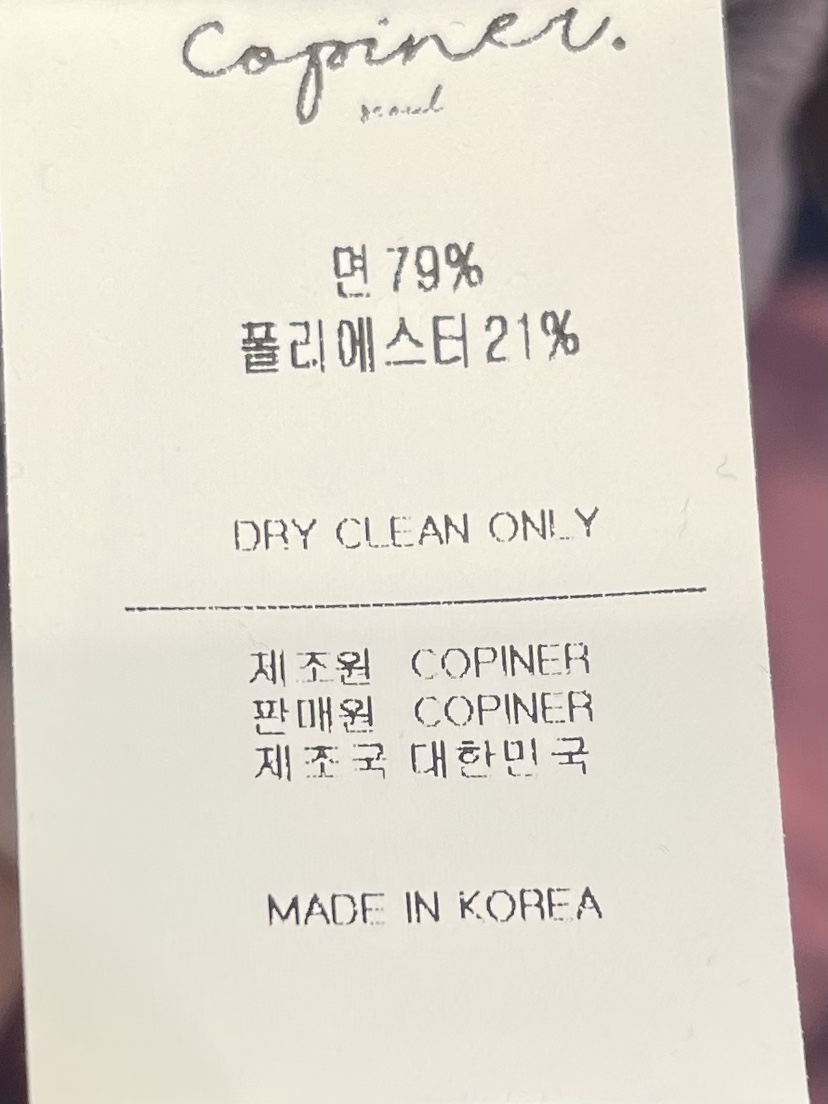 Copiner.
seoul
면 79%
폴리에스터 21%
DRY CLEAN ONLY
제조원 COPINER
판매원 COPINER
제조국 대한민국
MADE IN KOREA